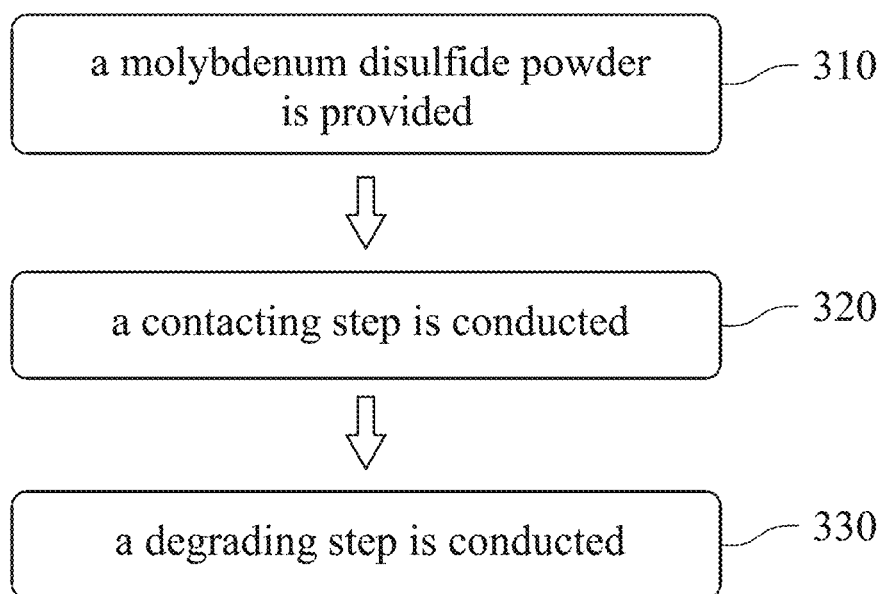 a molybdenum disulfide powder
is provided
310
a contacting step is conducted
320
a degrading step is conducted
330